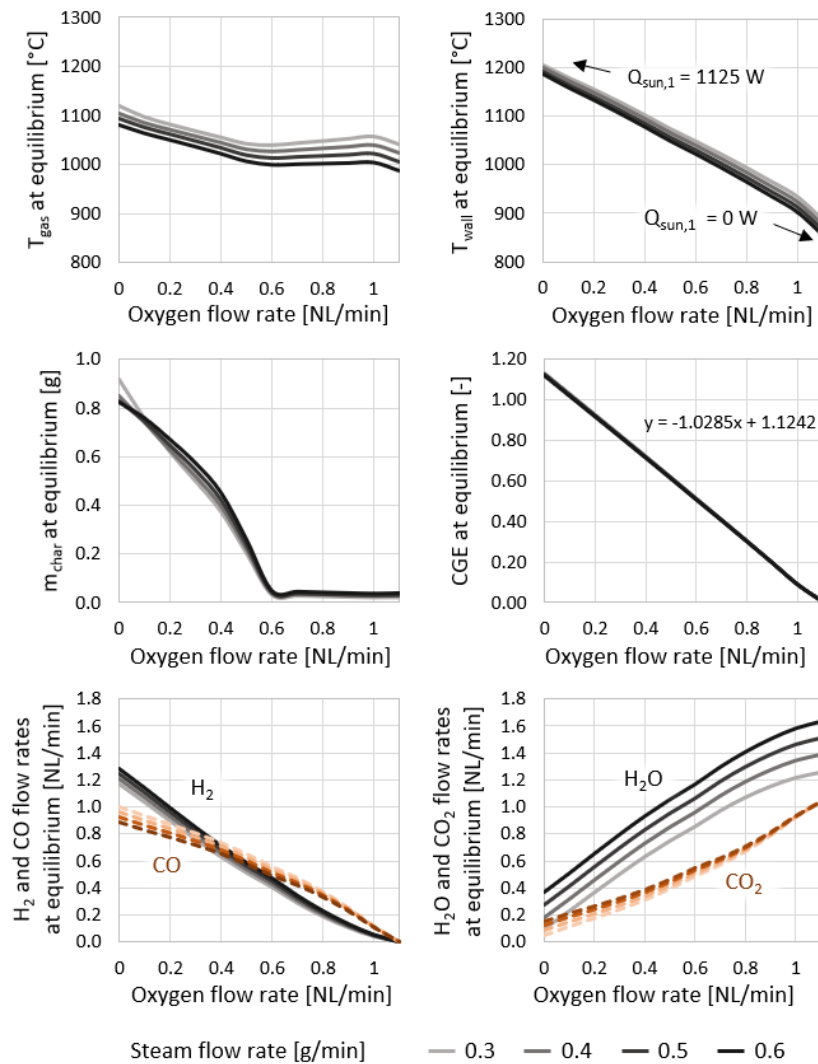 T_gas at equilibrium [°C]
1300
1200
1100
1000
900
800
0 0.2 0.4 0.6 0.8 1
Oxygen flow rate [NL/min]
T_wall at equilibrium [°C]
1300
1200
1100
1000
900
800
Q_sun,1 = 1125 W
Q_sun,1 = 0 W
0 0.2 0.4 0.6 0.8 1
Oxygen flow rate [NL/min]
m_char at equilibrium [g]
1.0
0.8
0.6
0.4
0.2
0.0
0 0.2 0.4 0.6 0.8 1
Oxygen flow rate [NL/min]
CGE at equilibrium [-]
1.20
1.00
0.80
0.60
0.40
0.20
0.00
y = -1.0285x + 1.1242
0 0.2 0.4 0.6 0.8 1
Oxygen flow rate [NL/min]
H₂ and CO flow rates
at equilibrium [NL/min]
1.8
1.6
1.4
1.2
1.0
0.8
0.6
0.4
0.2
0.0
H₂
CO
0 0.2 0.4 0.6 0.8 1
Oxygen flow rate [NL/min]
H₂O and CO₂ flow rates
at equilibrium [NL/min]
1.8
1.6
1.4
1.2
1.0
0.8
0.6
0.4
0.2
0.0
H₂O
CO₂
0 0.2 0.4 0.6 0.8 1
Oxygen flow rate [NL/min]
Steam flow rate [g/min] 0.3 0.4 0.5 0.6